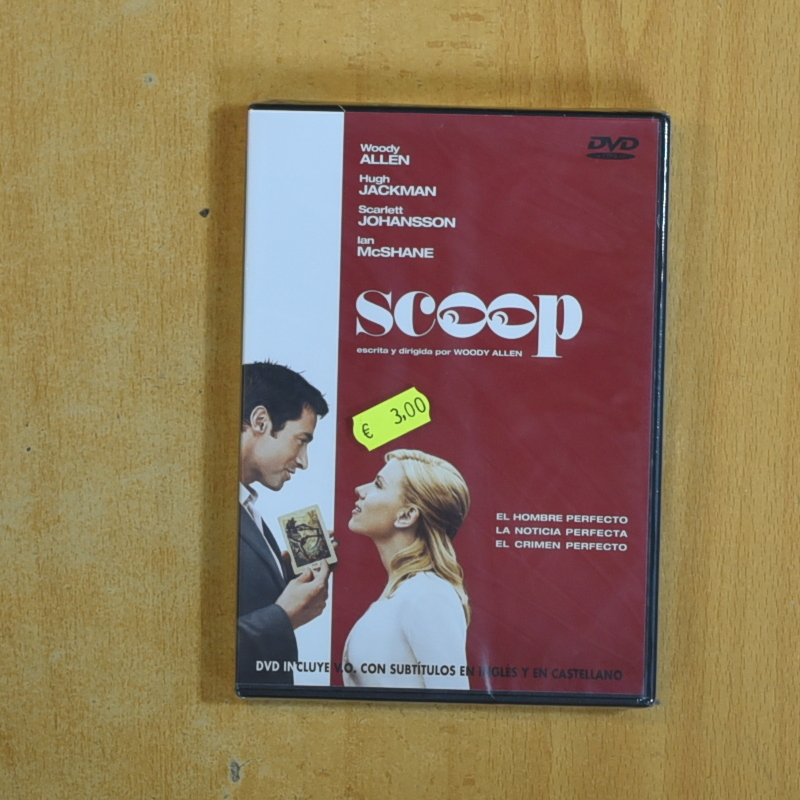 Woody
ALLEN
DVD
Hugh
JACKMAN
Scarlett
JOHANSSON
Ian
McSHANE
scoop
escrita y dirigida por WOODY ALLEN
€ 3,00
EL HOMBRE PERFECTO
LA NOTICIA PERFECTA
EL CRIMEN PERFECTO
DVD INCLUYE V.O. CON SUBTÍTULOS EN INGLÉS Y EN CASTELLANO